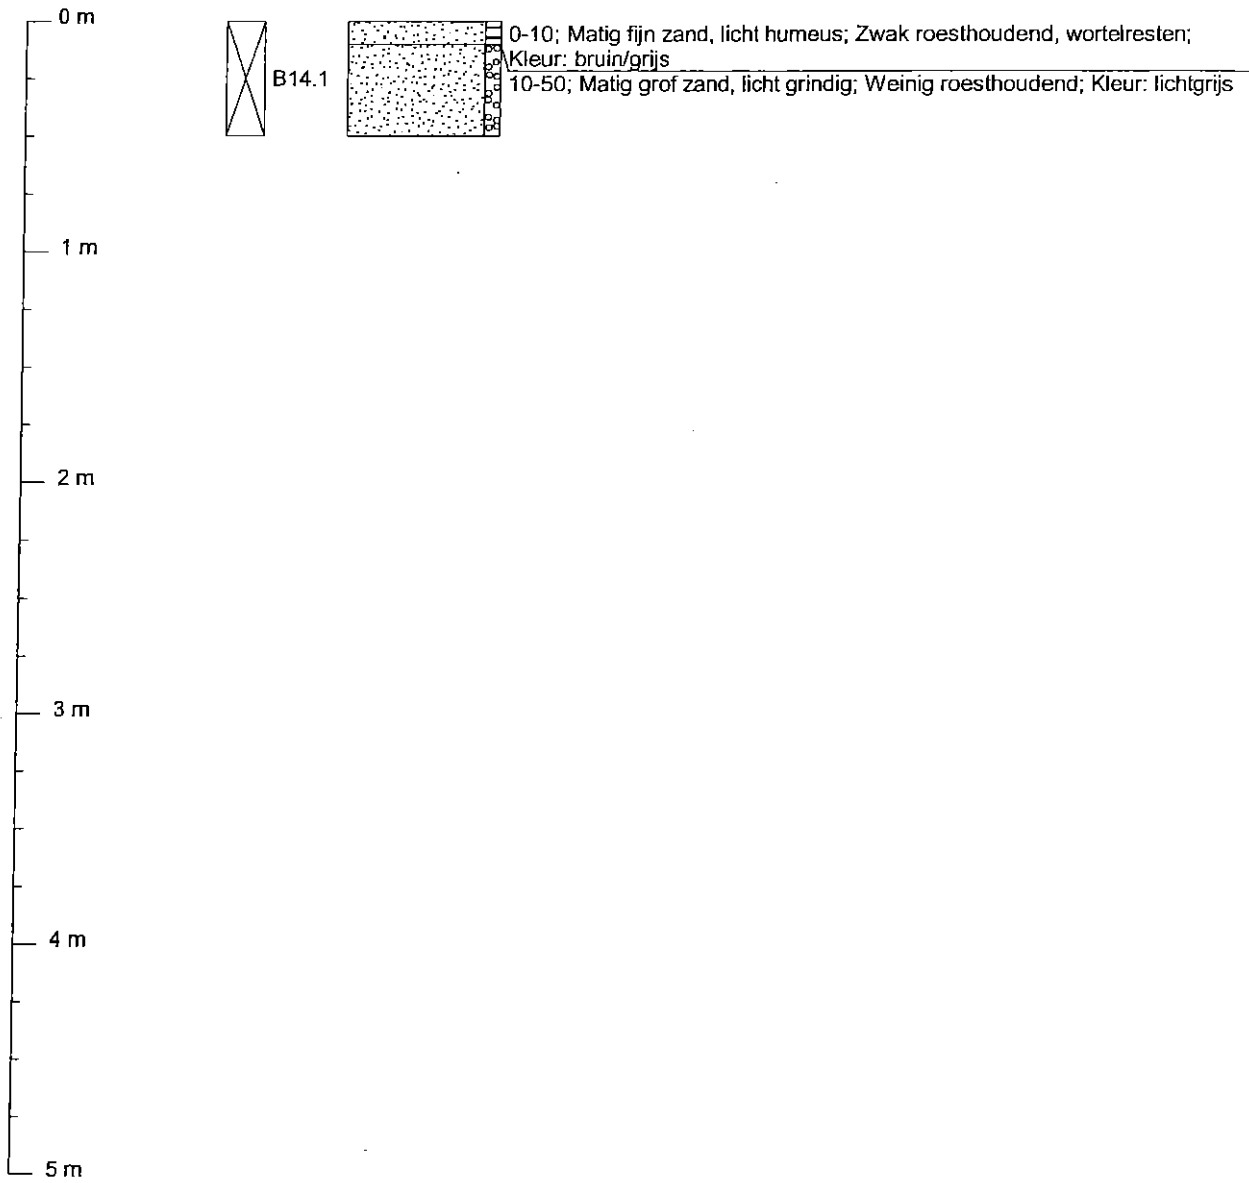 0 m
0-10; Matig fijn zand, licht humeus; Zwak roesthoudend, wortelresten;
Kleur: bruin/grijs
B14.1
10-50; Matig grof zand, licht grindig; Weinig roesthoudend; Kleur: lichtgrijs
1 m
2 m
3 m
4 m
5 m